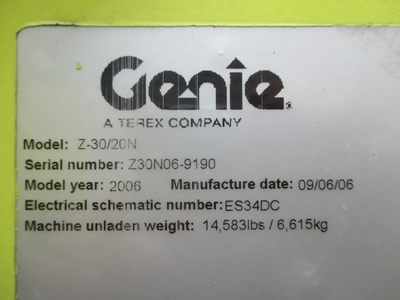 Genie.
A TEREX COMPANY
Model: Z-30/20N
Serial number: Z30N06-9190
Model year: 2006 Manufacture date: 09/06/06
Electrical schematic number: ES34DC
Machine unladen weight: 14,583lbs / 6,615kg